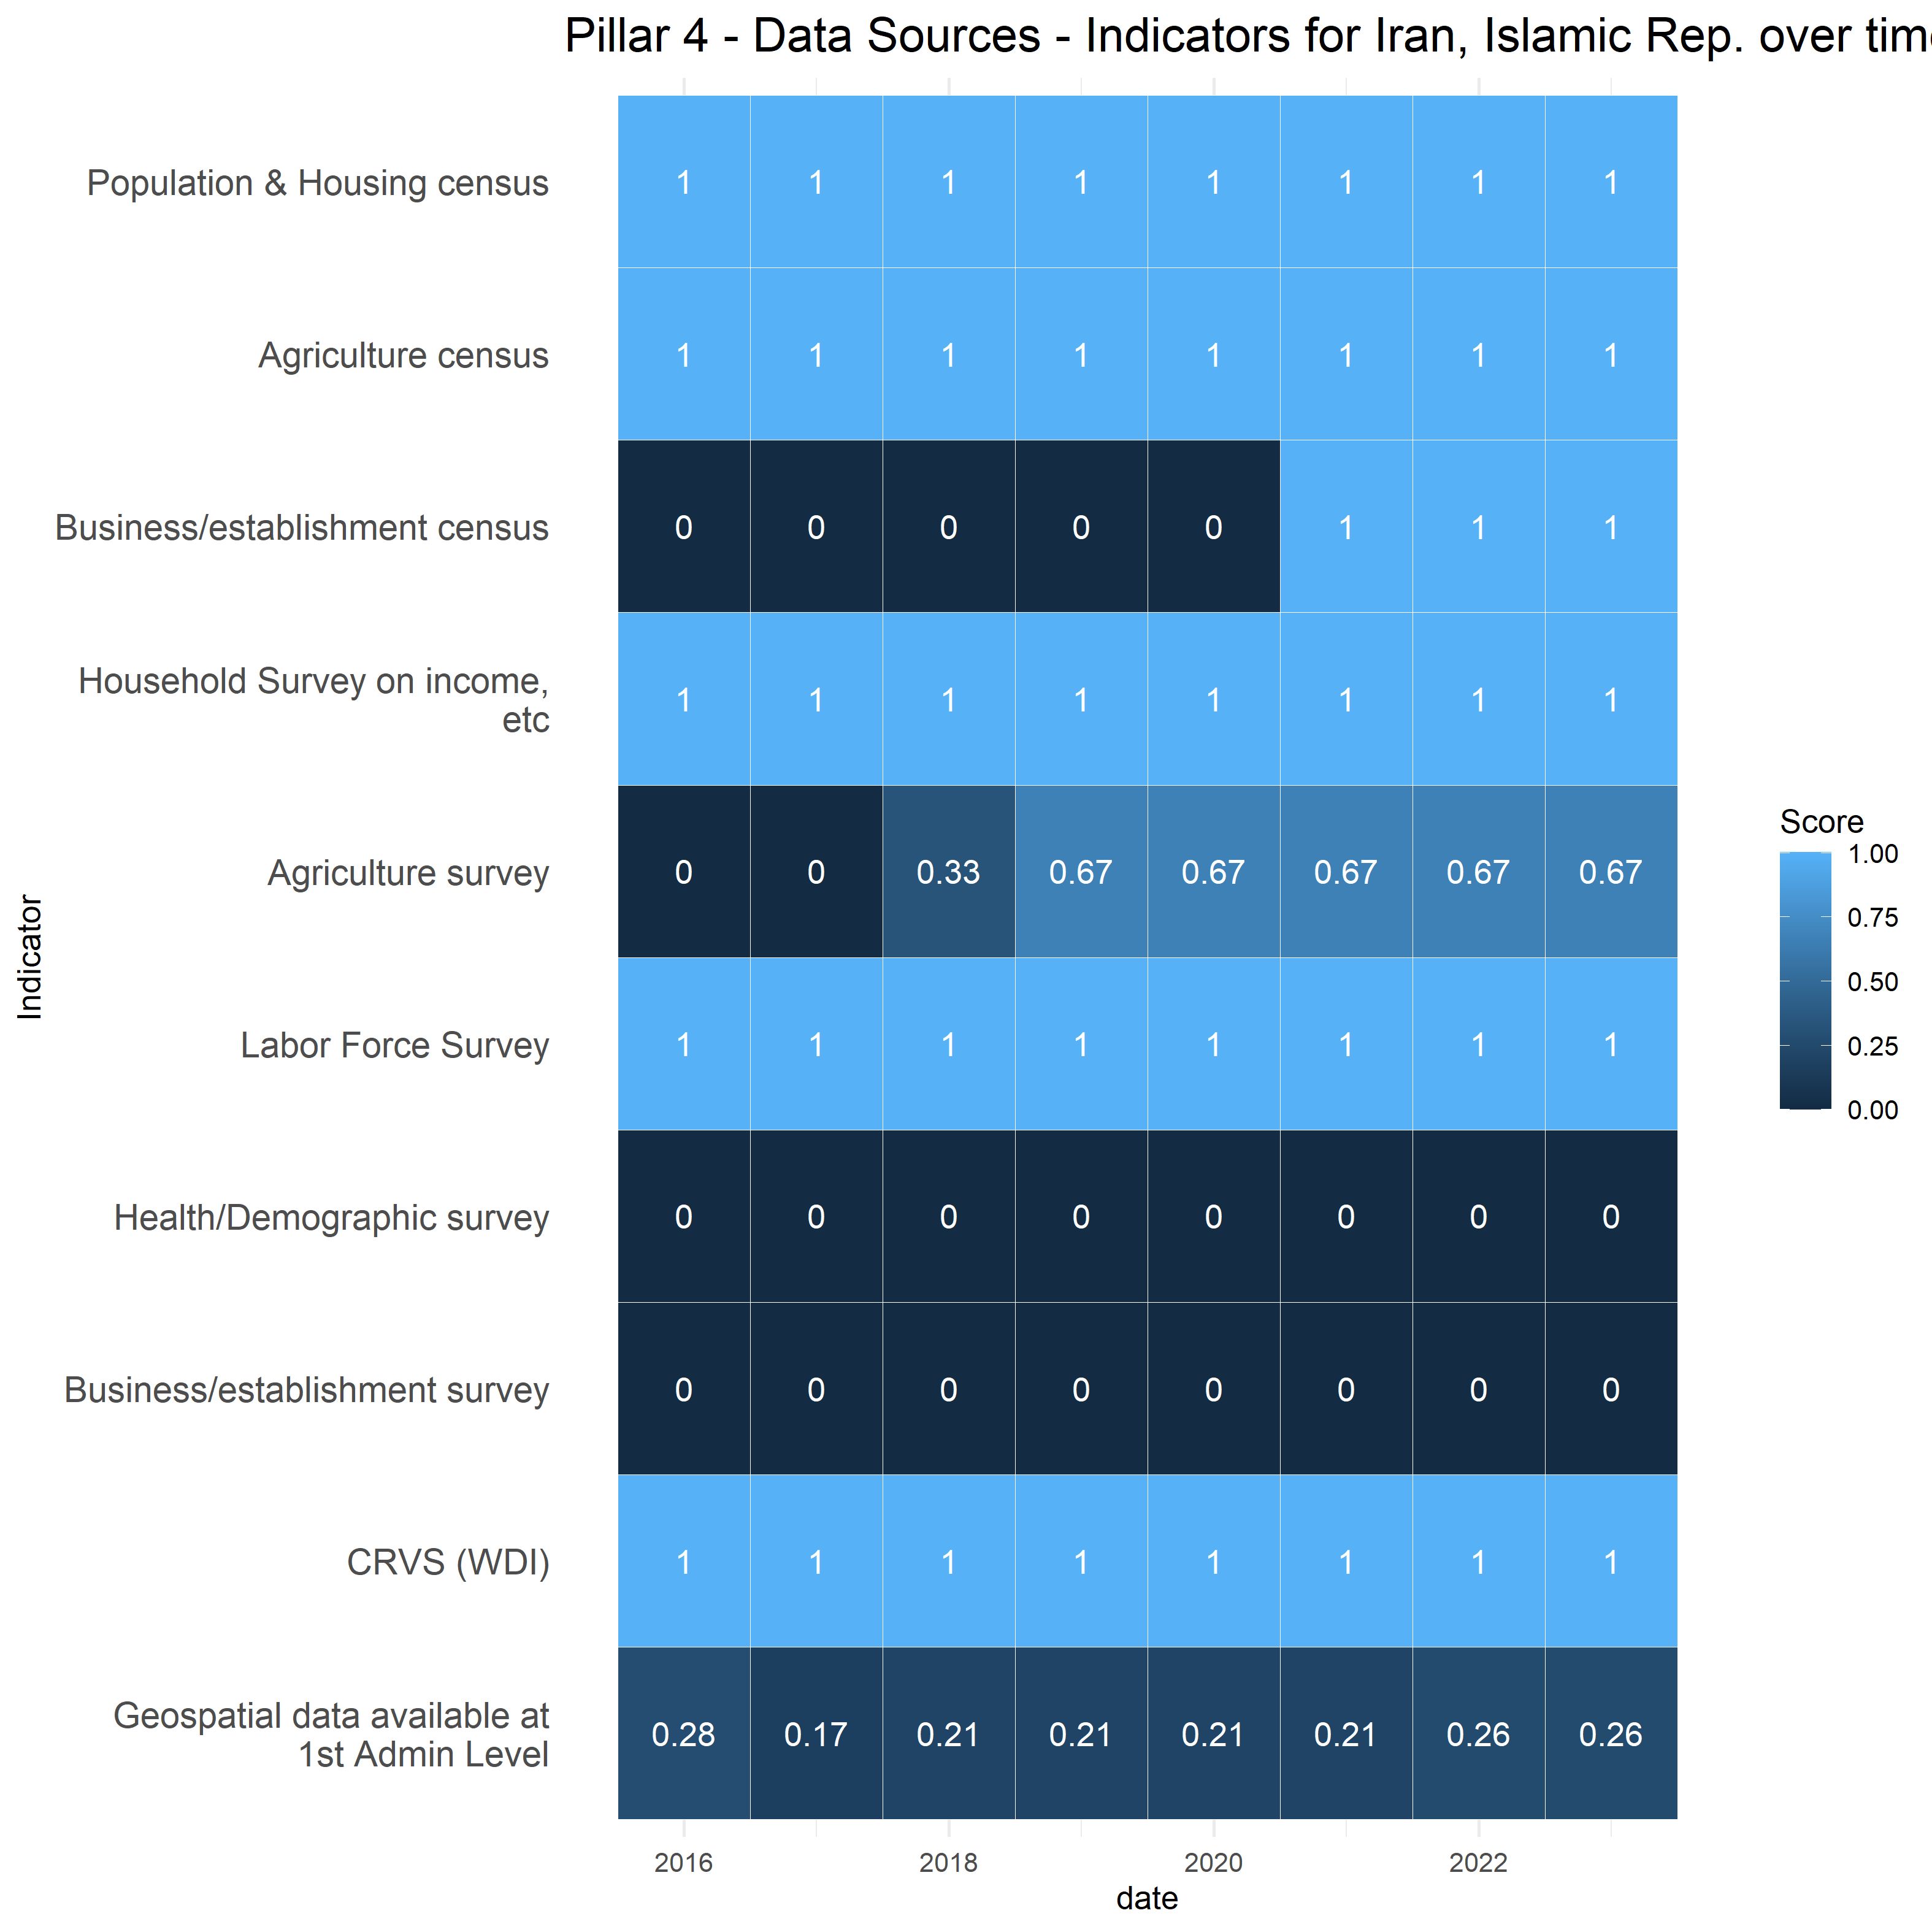 Pillar 4 - Data Sources - Indicators for Iran, Islamic Rep. over tim
Population & Housing census
1 1 1 1 1 1 1 1
Agriculture census
1 1 1 1 1 1 1 1
Business/establishment census
0 0 0 0 0 1 1 1
Household Survey on income,
etc
1 1 1 1 1 1 1 1
Agriculture survey
0 0 0.33 0.67 0.67 0.67 0.67 0.67
Labor Force Survey
1 1 1 1 1 1 1 1
Health/Demographic survey
0 0 0 0 0 0 0 0
Business/establishment survey
0 0 0 0 0 0 0 0
CRVS (WDI)
1 1 1 1 1 1 1 1
Geospatial data available at
1st Admin Level
0.28 0.17 0.21 0.21 0.21 0.21 0.26 0.26
2016 2018 2020 2022
date
Indicator
Score
1.00
0.75
0.50
0.25
0.00